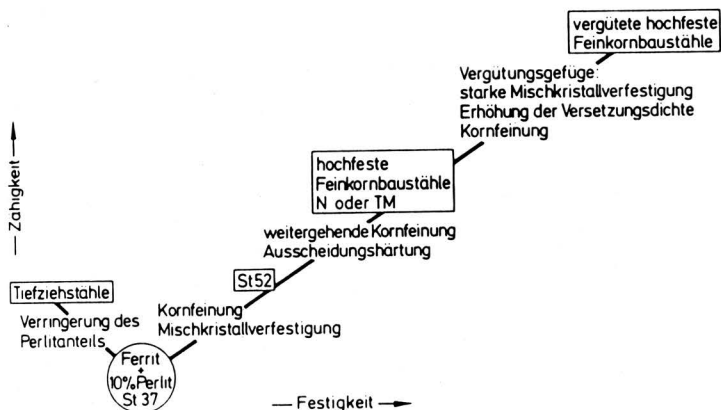 vergütete hochfeste
Feinkornbaustähle
Vergütungsgefüge:
starke Mischkristallverfestigung
Erhöhung der Versetzungsdichte
Kornfeinung
hochfeste
Feinkornbaustähle
N oder TM
weitergehende Kornfeinung
Ausscheidungshärtung
St52
Kornfeinung
Mischkristallverfestigung
Tiefziehstähle
Verringerung des
Perlitanteils
Ferrit
+
10% Perlit
St 37
Zähigkeit
Festigkeit